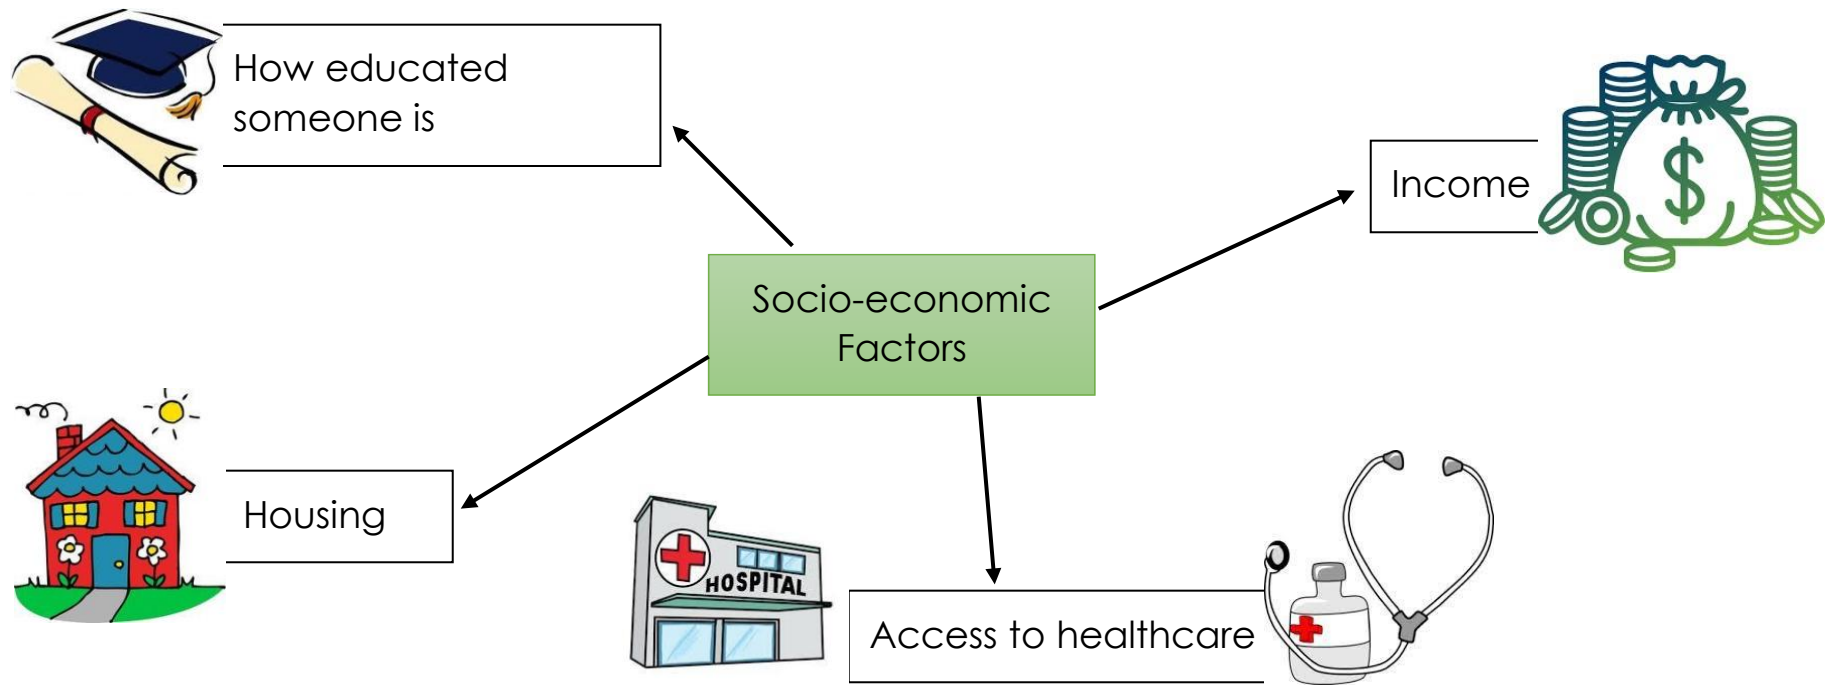 How educated
someone is
Income
$
Socio-economic
Factors
Housing
HOSPITAL
Access to healthcare